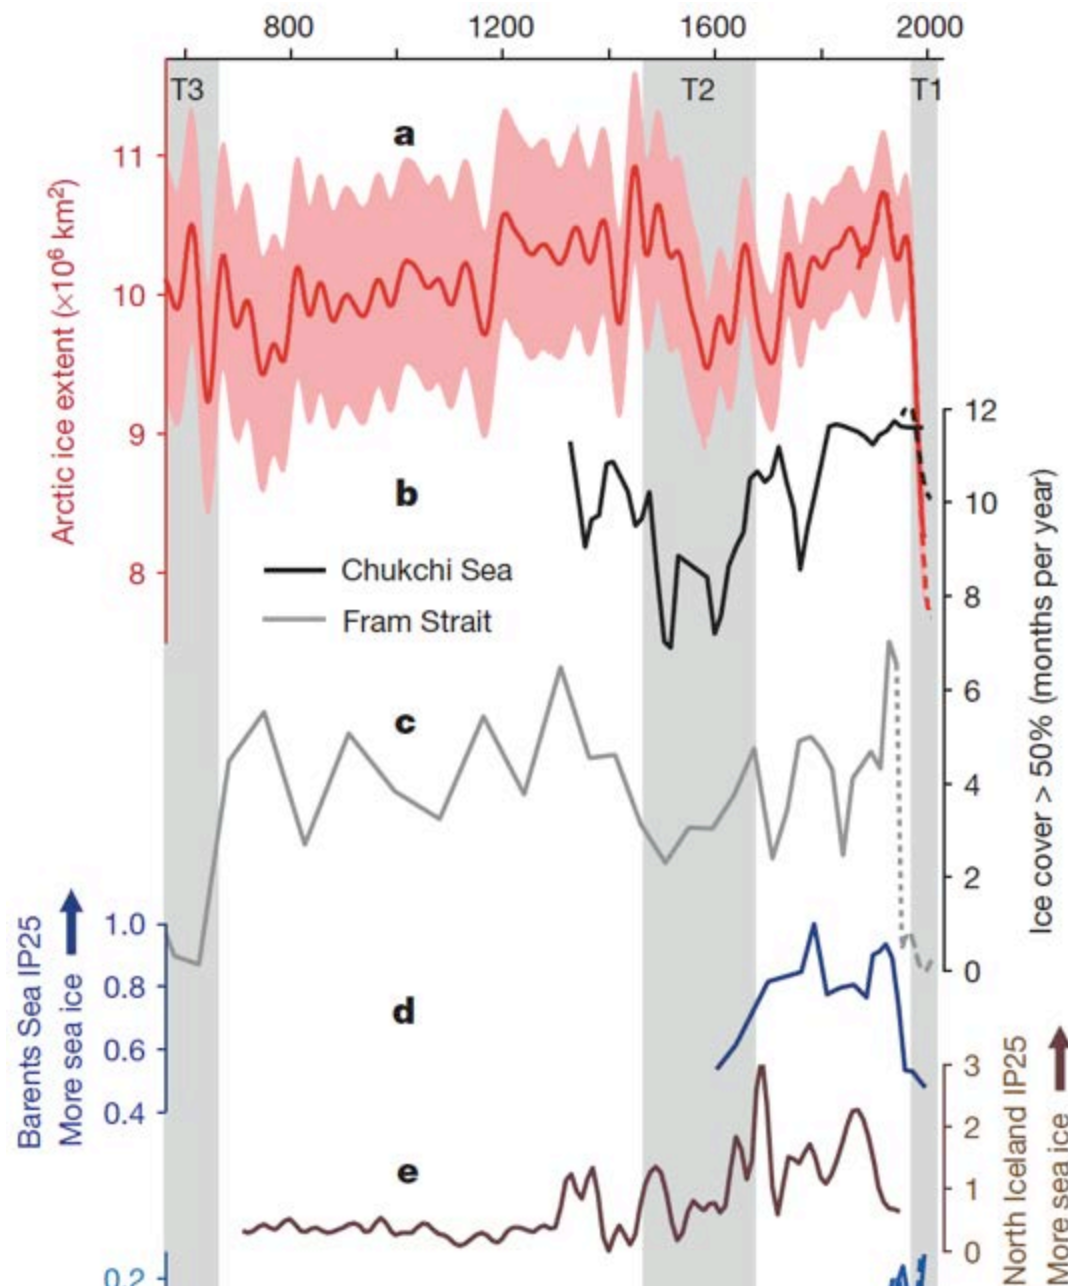 800 1200 1600 2000
T3 T2 T1
a
11
10
9
8
Arctic ice extent (×10⁶ km²)
b
Chukchi Sea
Fram Strait
12
10
8
6
4
2
0
Ice cover > 50% (months per year)
c
Barents Sea IP25
More sea ice
1.0
0.8
0.6
0.4
d
3
2
1
0
North Iceland IP25
More sea ice
e
0.2